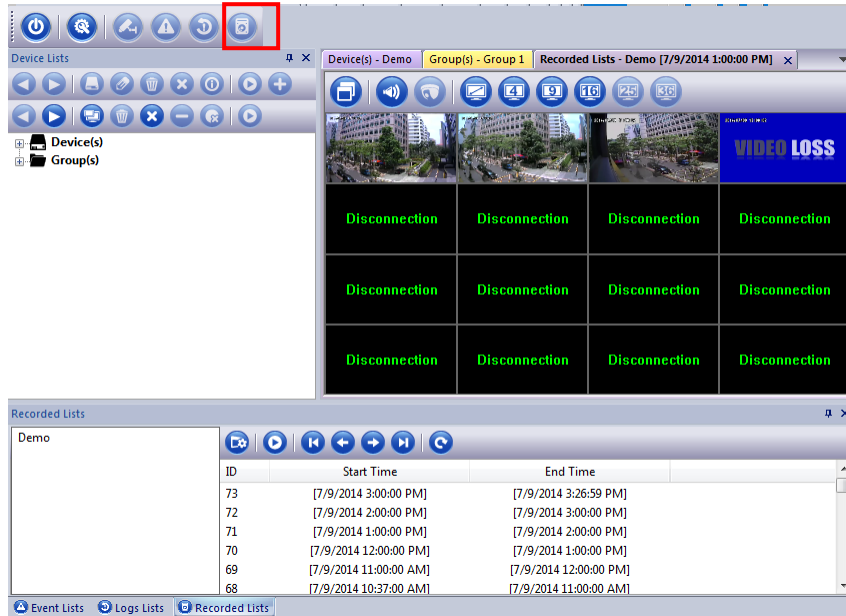 Device Lists
Device(s) - Demo
Group(s) - Group 1
Recorded Lists - Demo [7/9/2014 1:00:00 PM]
4
9
16
25
36
Device(s)
Group(s)
VIDEO LOSS
Disconnection Disconnection Disconnection Disconnection
Disconnection Disconnection Disconnection Disconnection
Disconnection Disconnection Disconnection Disconnection
Recorded Lists
Demo
ID Start Time End Time
73 [7/9/2014 3:00:00 PM] [7/9/2014 3:26:59 PM]
72 [7/9/2014 2:00:00 PM] [7/9/2014 3:00:00 PM]
71 [7/9/2014 1:00:00 PM] [7/9/2014 2:00:00 PM]
70 [7/9/2014 12:00:00 PM] [7/9/2014 1:00:00 PM]
69 [7/9/2014 11:00:00 AM] [7/9/2014 12:00:00 PM]
68 [7/9/2014 10:37:00 AM] [7/9/2014 11:00:00 AM]
Event Lists Logs Lists Recorded Lists